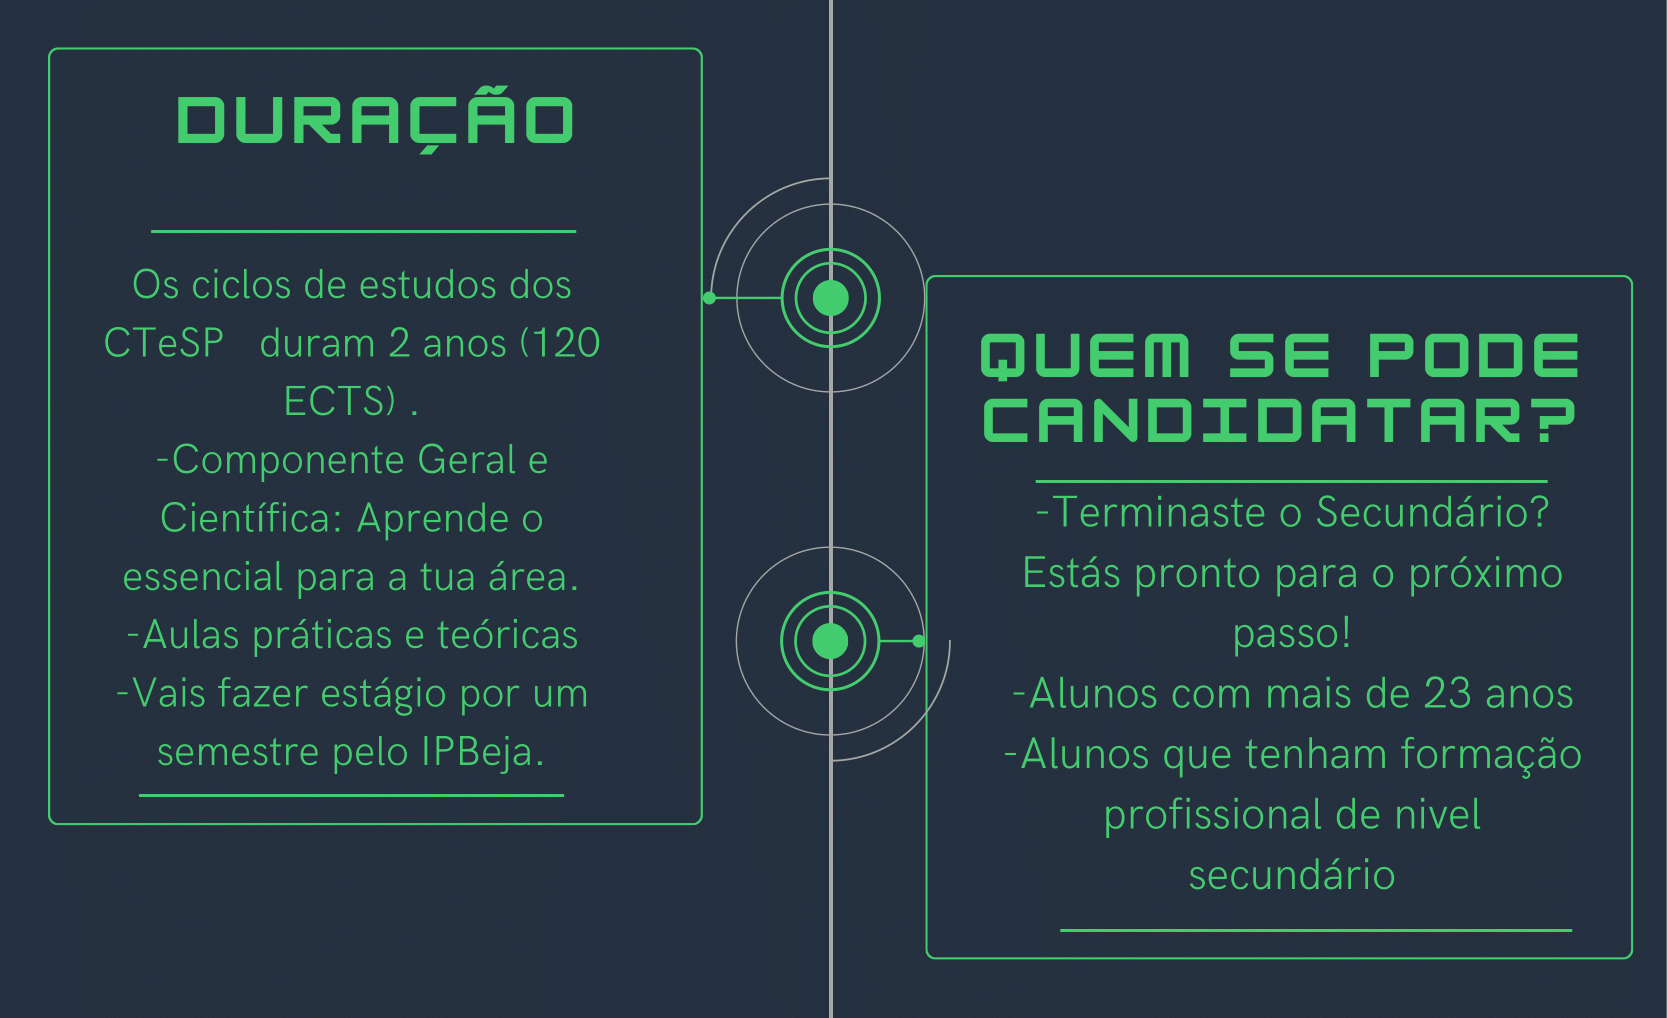 DURAÇÃO
Os ciclos de estudos dos
CTeSP duram 2 anos (120
ECTS) .
-Componente Geral e
Científica: Aprende o
essencial para a tua área.
-Aulas práticas e teóricas
-Vais fazer estágio por um
semestre pelo IPBeja.
QUEM SE PODE
CANDIDATAR?
-Terminaste o Secundário?
Estás pronto para o próximo
passo!
-Alunos com mais de 23 anos
-Alunos que tenham formação
profissional de nivel
secundário